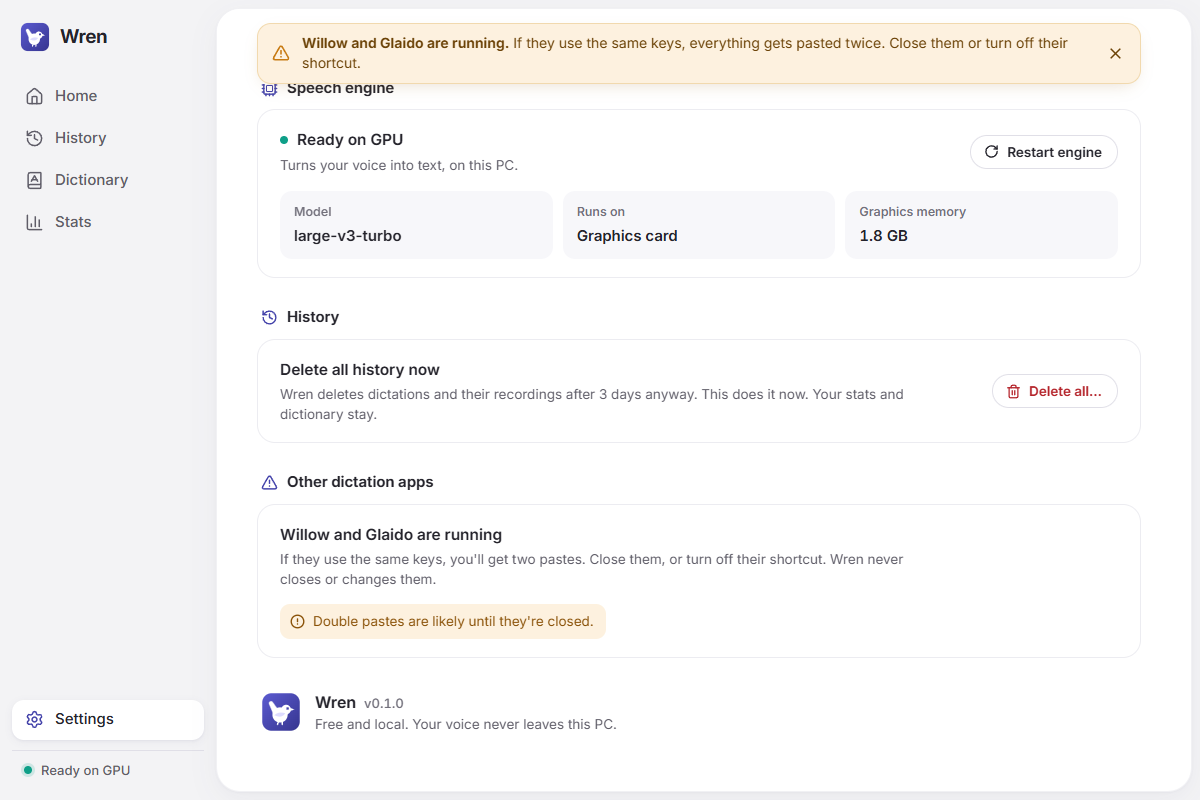 Wren
Home
History
Dictionary
Stats
Settings
Ready on GPU
Willow and Glaido are running. If they use the same keys, everything gets pasted twice. Close them or turn off their
shortcut.
Speech engine
Ready on GPU
Turns your voice into text, on this PC.
Restart engine
Model
large-v3-turbo
Runs on
Graphics card
Graphics memory
1.8 GB
History
Delete all history now
Wren deletes dictations and their recordings after 3 days anyway. This does it now. Your stats and
dictionary stay.
Delete all...
Other dictation apps
Willow and Glaido are running
If they use the same keys, you'll get two pastes. Close them, or turn off their shortcut. Wren never
closes or changes them.
Double pastes are likely until they're closed.
Wren v0.1.0
Free and local. Your voice never leaves this PC.